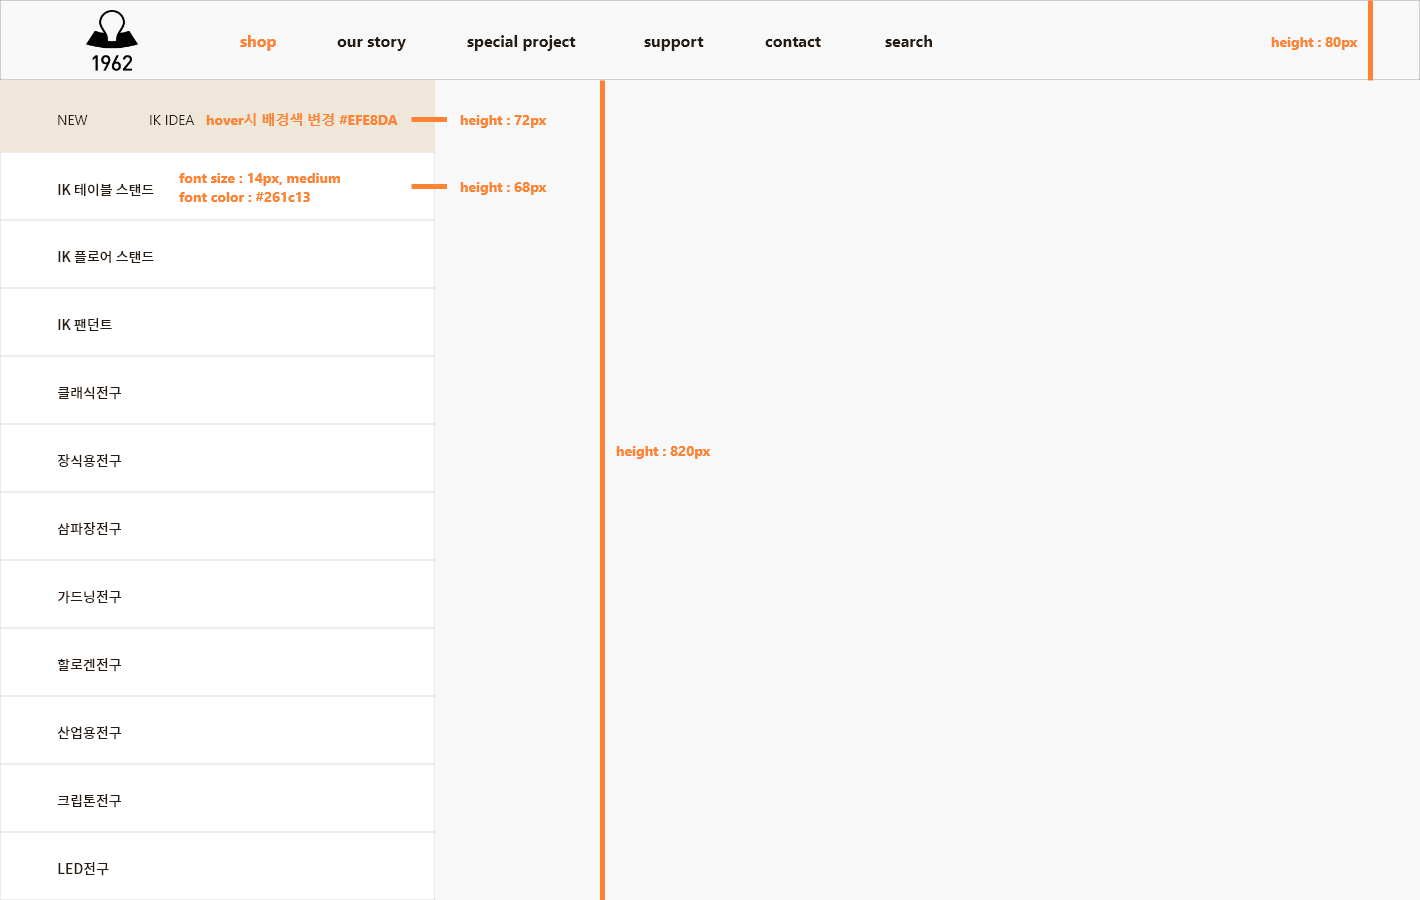 1962
shop our story special project support contact search
height : 80px
NEW IK IDEA hover시 배경색 변경 #EFE8DA height : 72px
IK 테이블 스탠드
font size : 14px, medium
font color : #261c13
height : 68px
IK 플로어 스탠드
IK 팬던트
클래식전구
장식용전구
height : 820px
삼파장전구
가드닝전구
할로겐전구
산업용전구
크립톤전구
LED전구